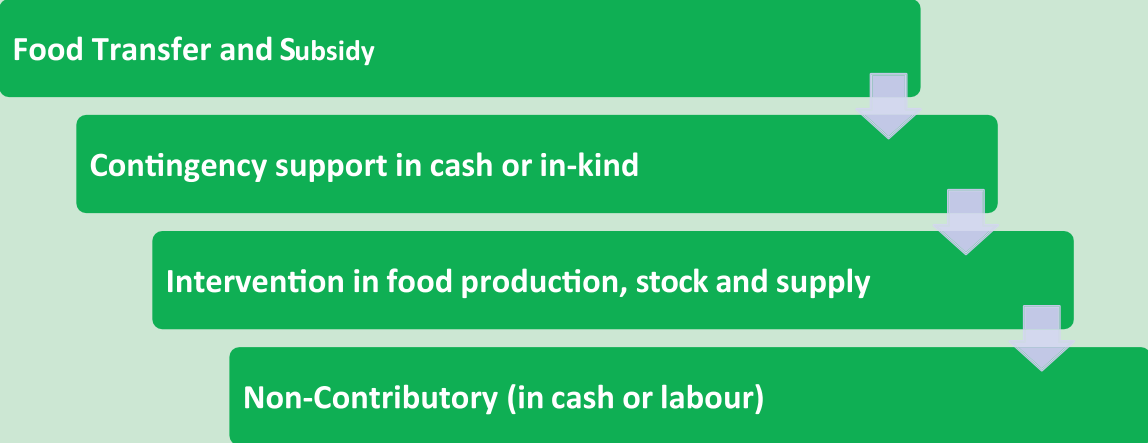 Food Transfer and Subsidy
Contingency support in cash or in-kind
Intervention in food production, stock and supply
Non-Contributory (in cash or labour)